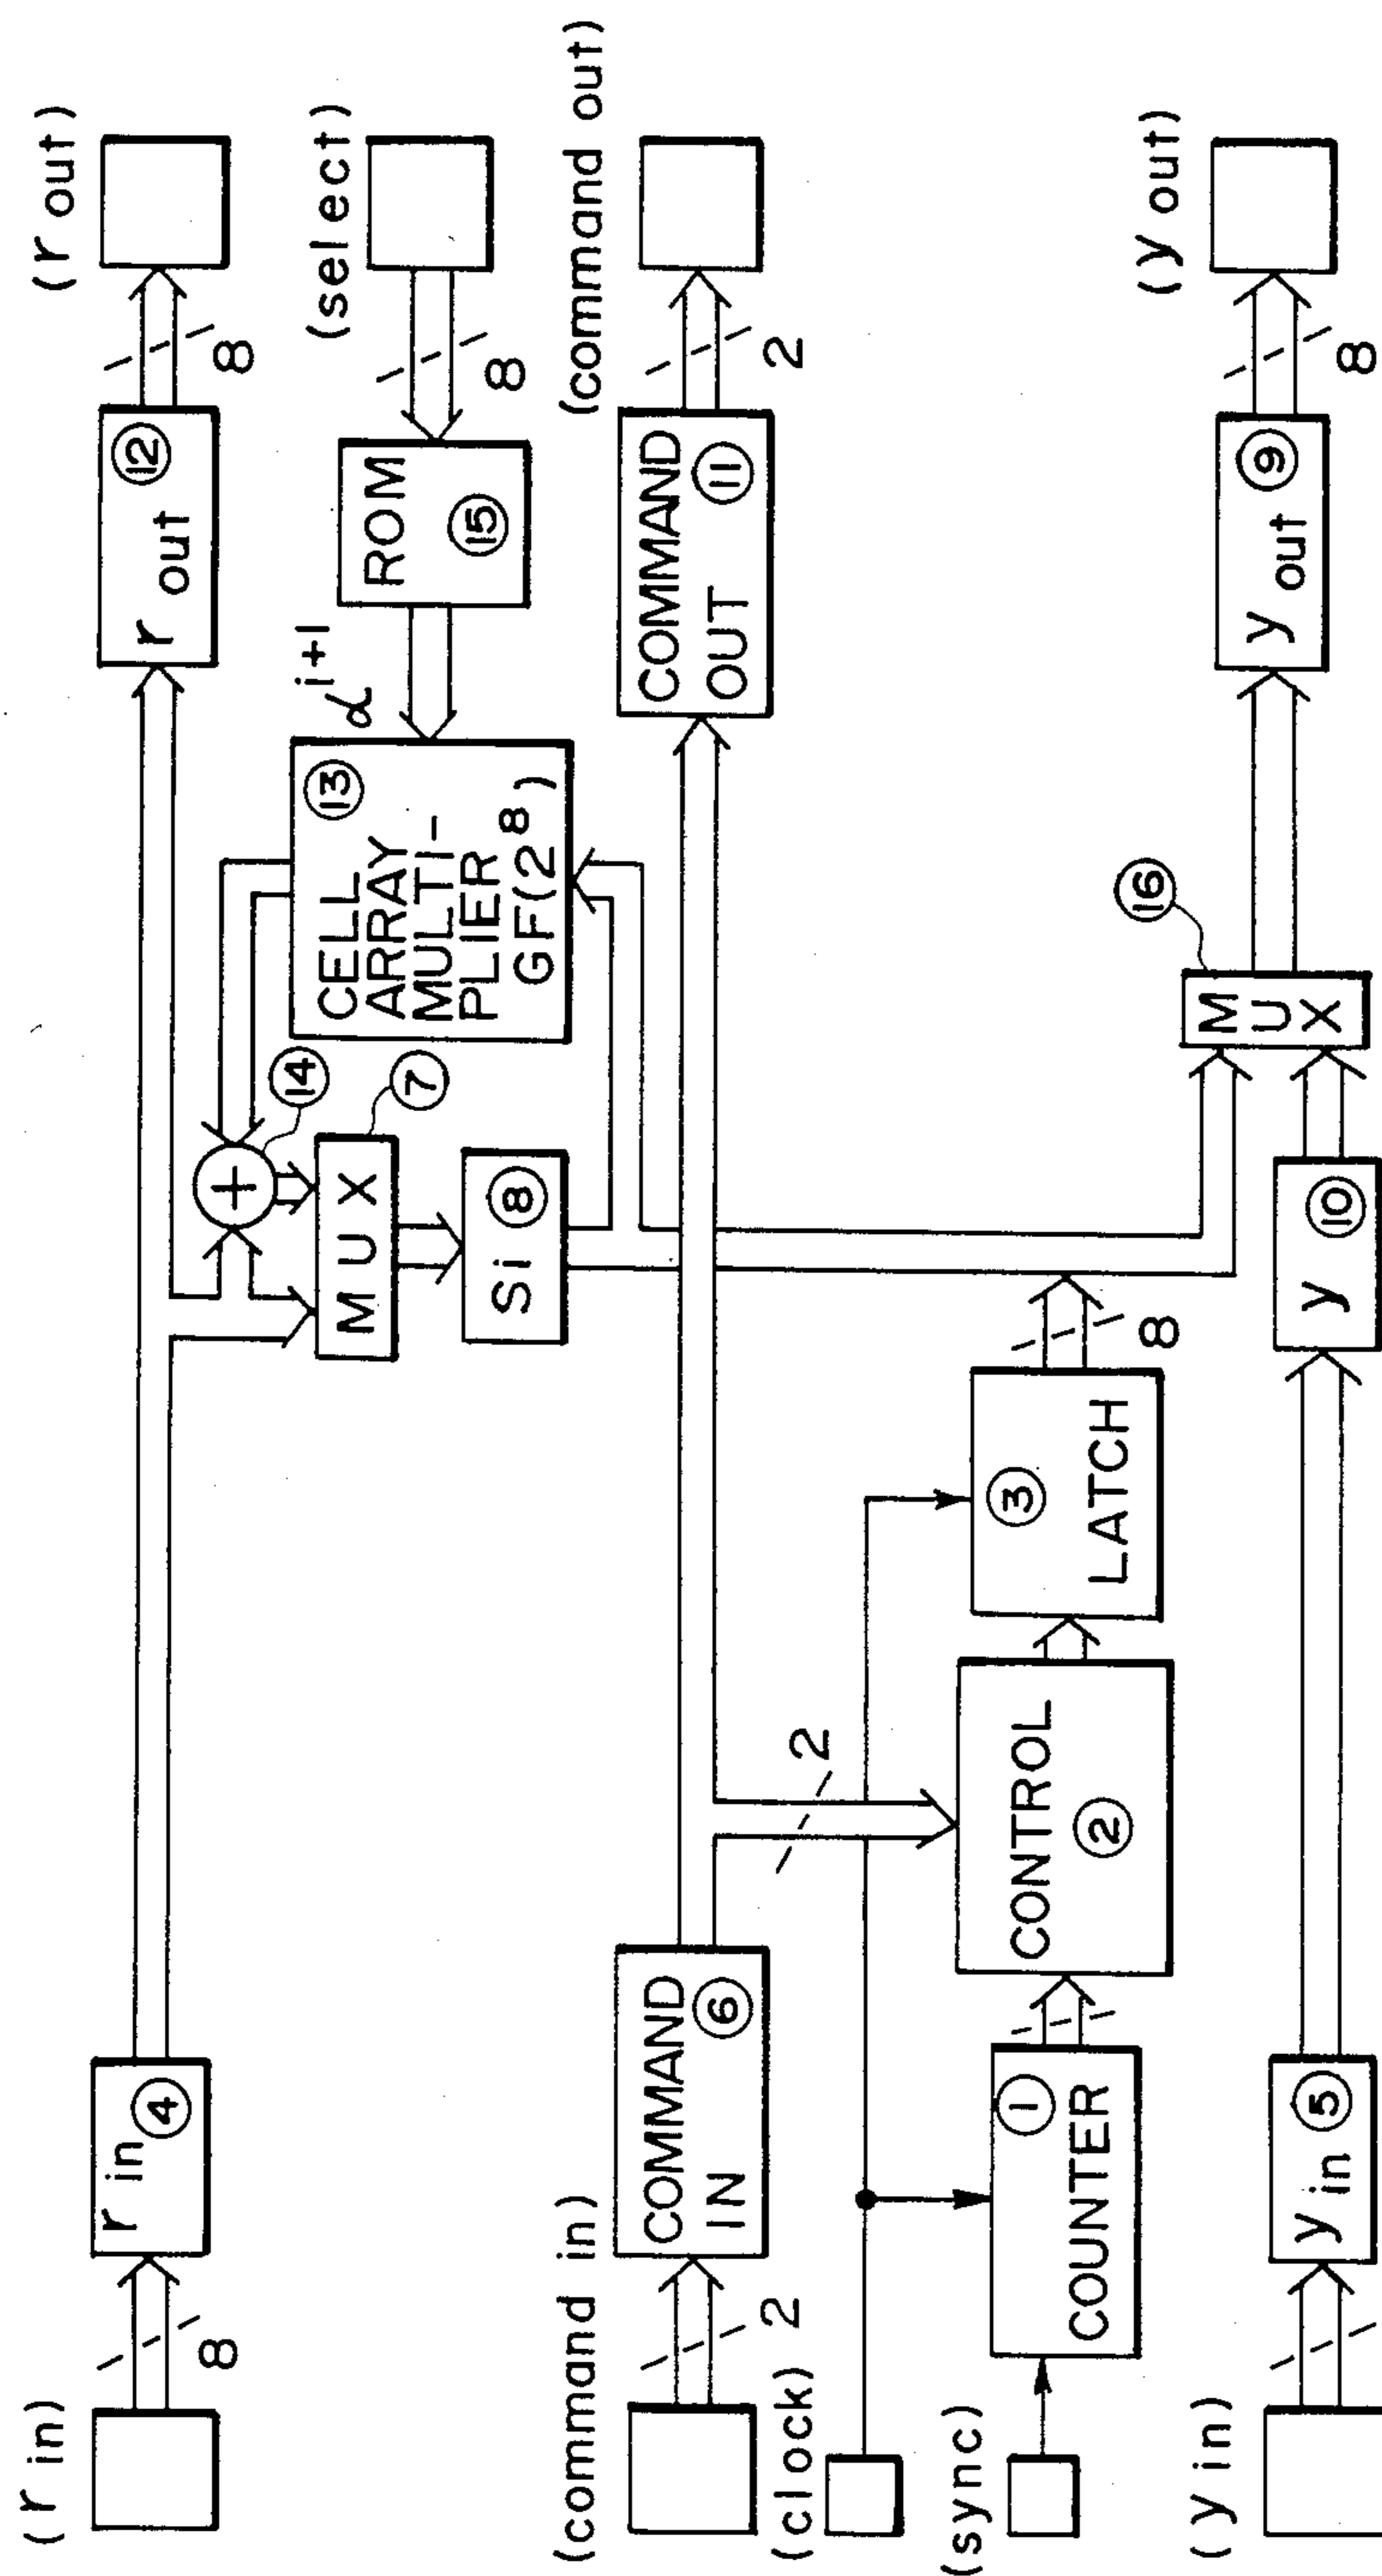 (r in)
8
r in
4
12
r out
8
(r out)
14
7
MUX
Si
8
13
CELL
ARRAY
MULTI-
PLIER
GF(2⁸)
αⁱ⁺¹
ROM
15
8
(select)
(command in)
2
COMMAND
IN
6
2
COMMAND
OUT
11
2
(command out)
(clock)
(sync)
1
COUNTER
CONTROL
2
3
LATCH
8
16
MUX
(y in)
y in
5
y
10
y out
9
8
(y out)